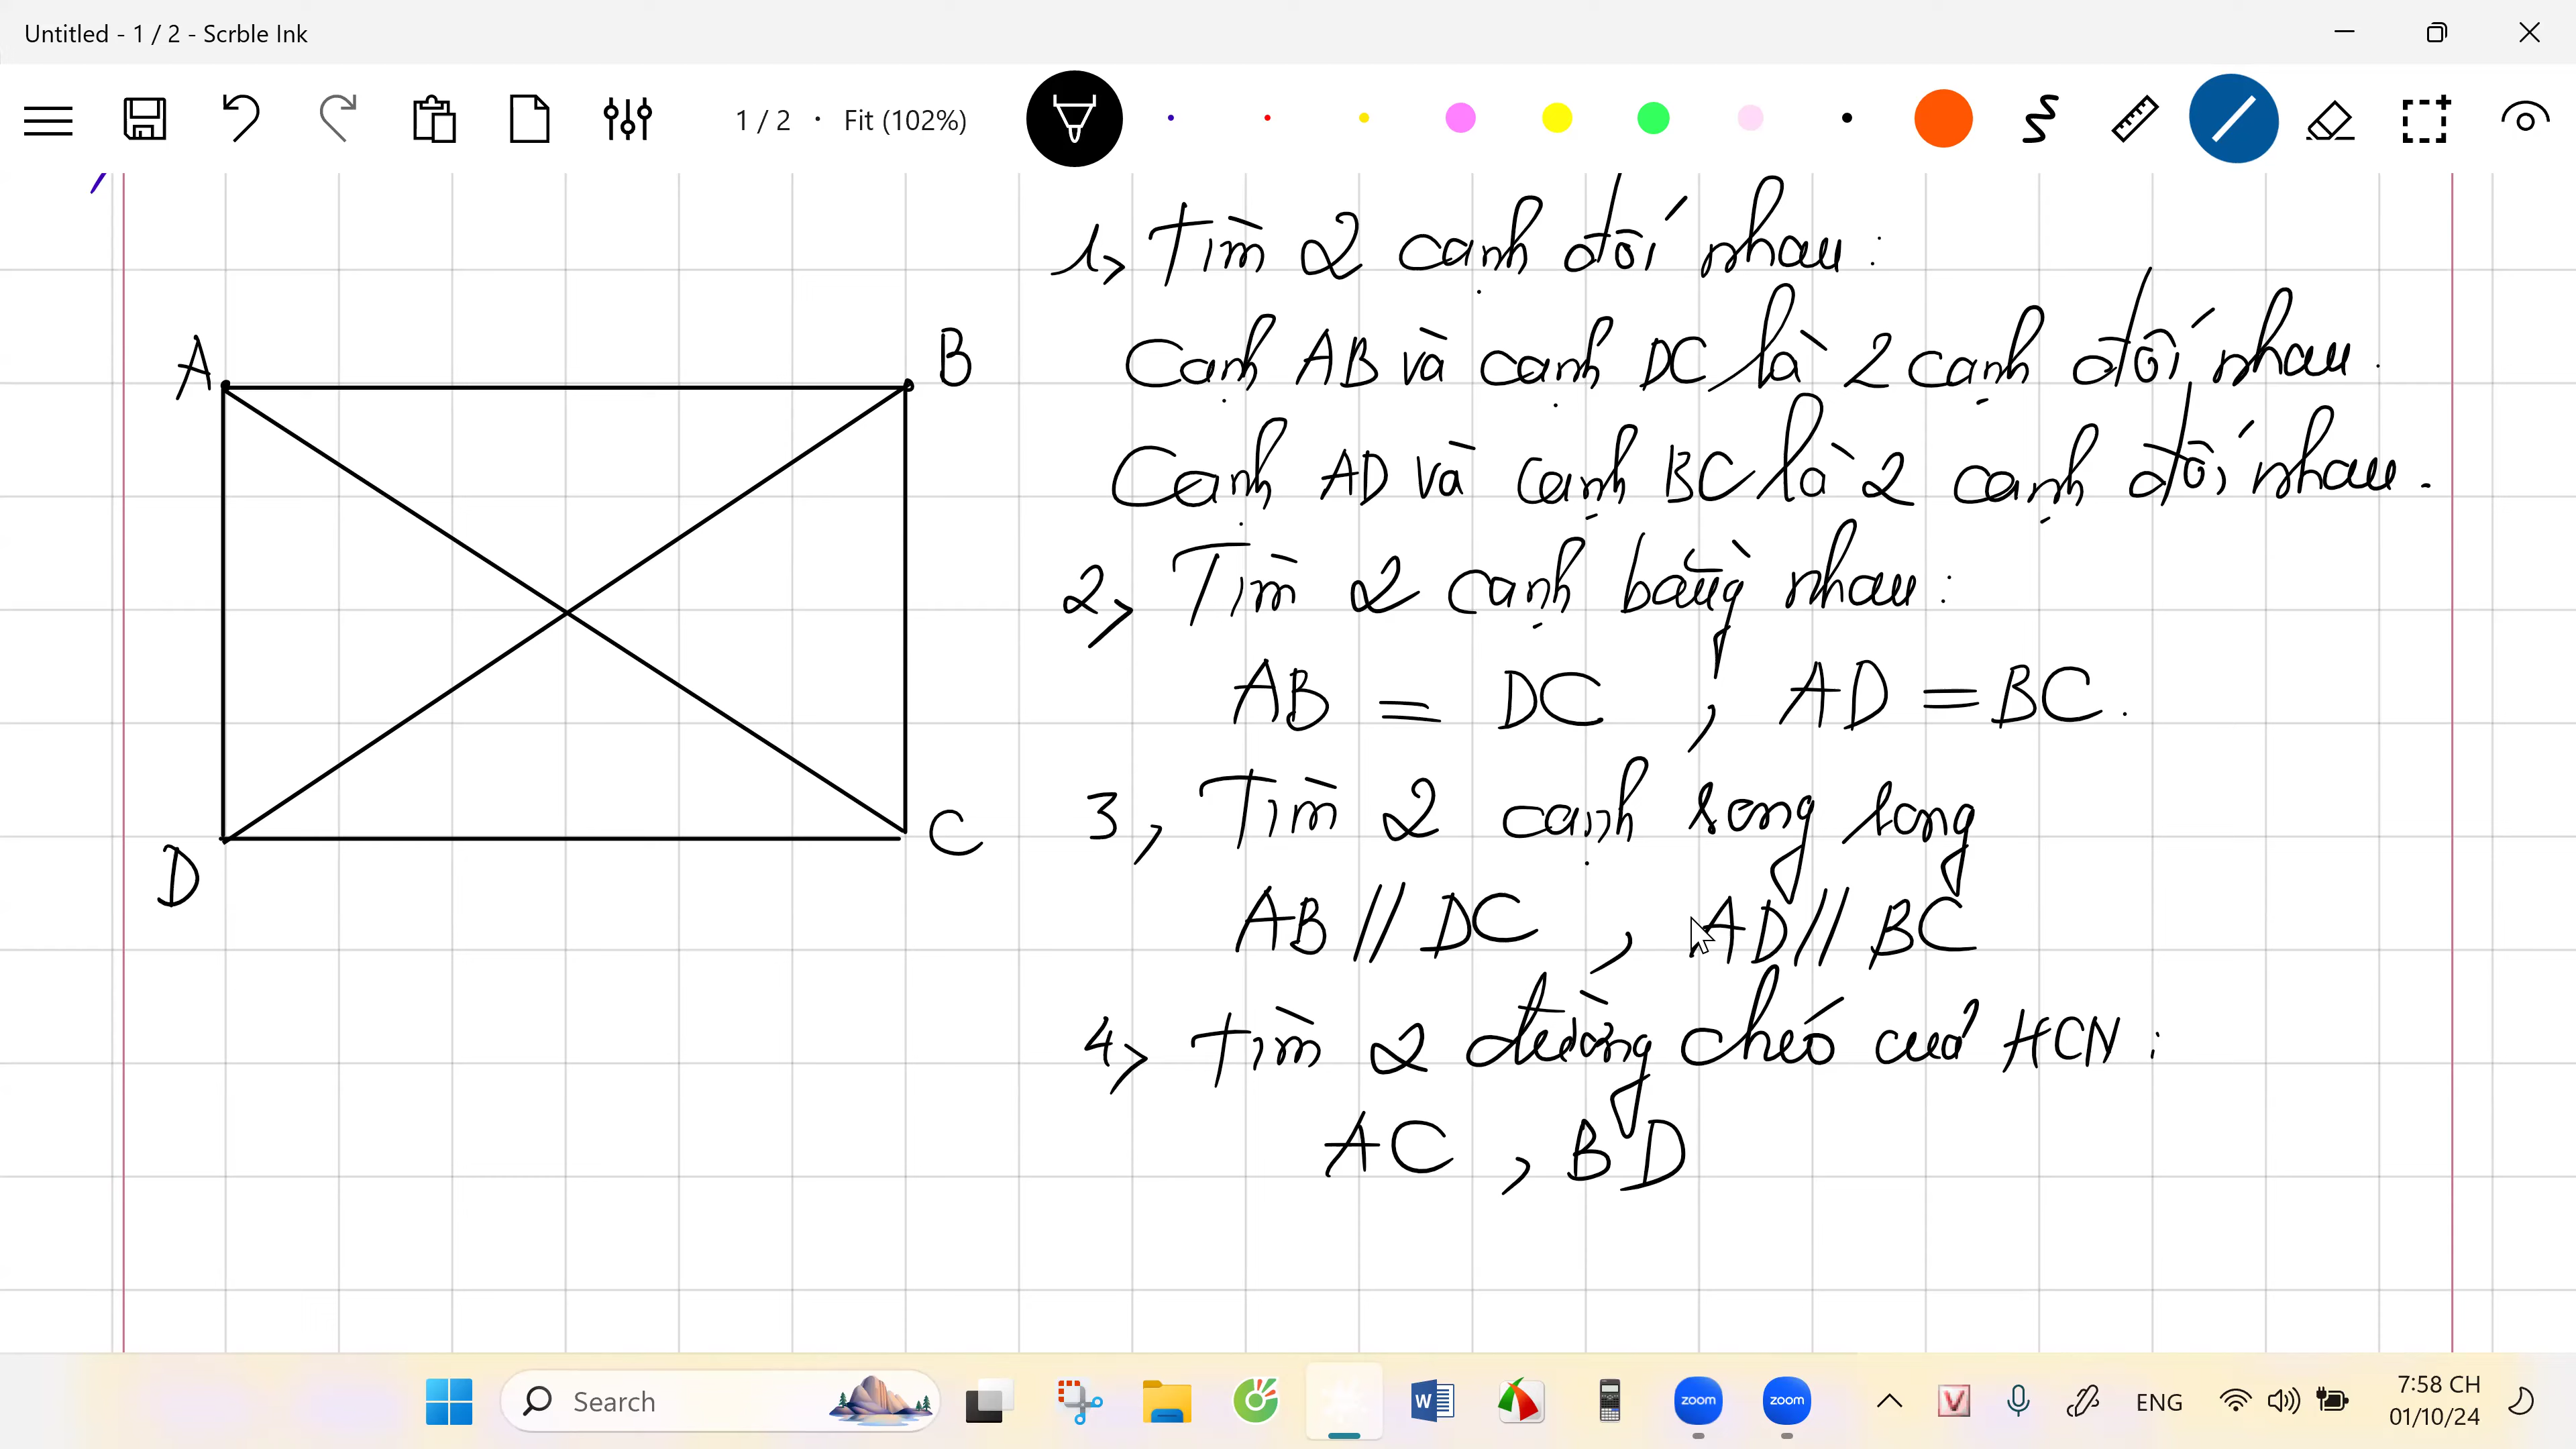 Untitled - 1 / 2 - Scrble Ink
1 / 2 · Fit (102%)
1, Tìm 2 cạnh đối nhau :
A
B
Cạnh AB và cạnh DC là 2 cạnh đối nhau.
Cạnh AD và cạnh BC là 2 cạnh đối nhau.
2, Tìm 2 cạnh bằng nhau :
AB = DC , AD = BC.
3, Tìm 2 cạnh song song
C
D
AB // DC , AD // BC
4, Tìm 2 đường chéo của HCN :
AC , BD
Search
W
zoom
zoom
V
ENG
7:58 CH
01/10/24